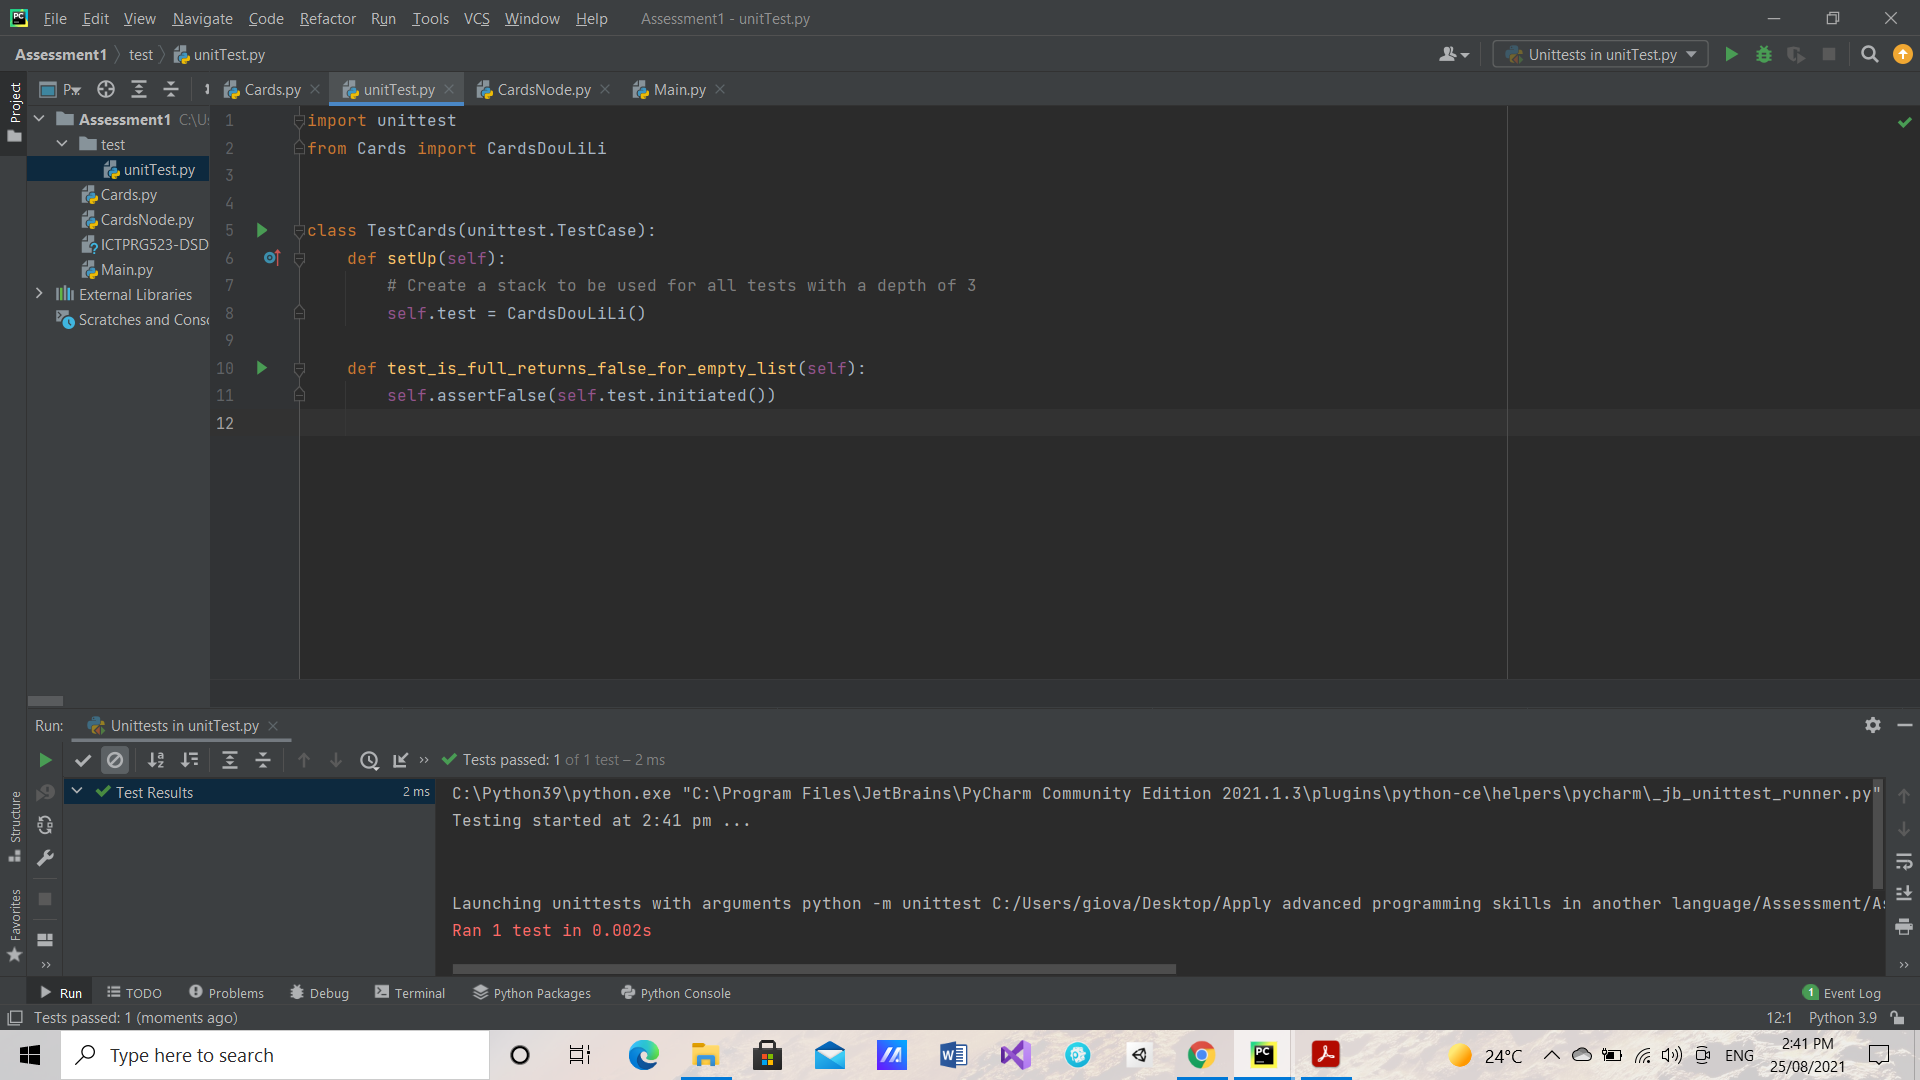 File Edit View Navigate Code Refactor Run Tools VCS Window Help Assessment1 - unitTest.py
Assessment1 test unitTest.py Unittests in unitTest.py
Project P Cards.py unitTest.py CardsNode.py Main.py
Assessment1 C:\Us
test
unitTest.py
Cards.py
CardsNode.py
ICTPRG523-DSD
Main.py
External Libraries
Scratches and Conso
1 import unittest
2 from Cards import CardsDouLiLi
3
4
5 class TestCards(unittest.TestCase):
6 def setUp(self):
7 # Create a stack to be used for all tests with a depth of 3
8 self.test = CardsDouLiLi()
9
10 def test_is_full_returns_false_for_empty_list(self):
11 self.assertFalse(self.test.initiated())
12
Run: Unittests in unitTest.py
Tests passed: 1 of 1 test – 2 ms
Test Results 2 ms
C:\Python39\python.exe "C:\Program Files\JetBrains\PyCharm Community Edition 2021.1.3\plugins\python-ce\helpers\pycharm\_jb_unittest_runner.py"
Testing started at 2:41 pm ...
Launching unittests with arguments python -m unittest C:/Users/giova/Desktop/Apply advanced programming skills in another language/Assessment/As
Ran 1 test in 0.002s
Structure
Favorites
Run TODO Problems Debug Terminal Python Packages Python Console 1 Event Log
Tests passed: 1 (moments ago) 12:1 Python 3.9
Type here to search 24°C ENG 2:41 PM
25/08/2021